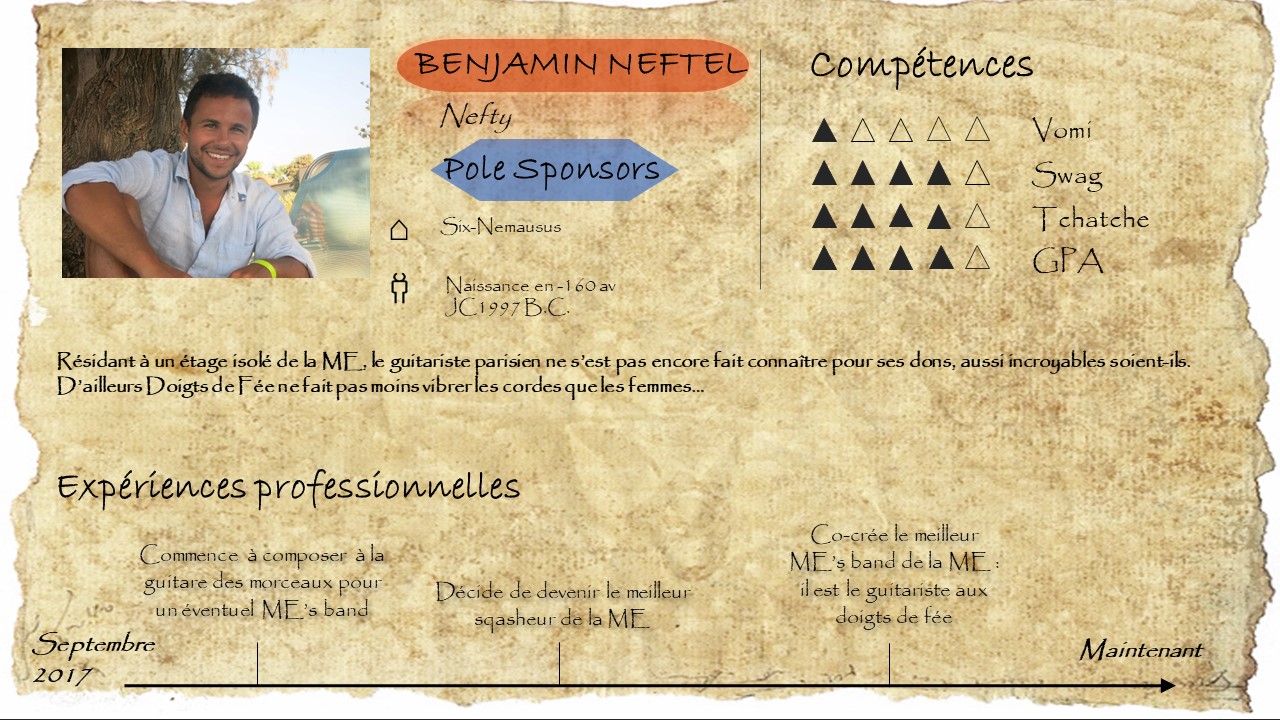 BENJAMIN NEFTEL
Nefty
Pole Sponsors
Six-Nemausus
Naissance en -160 av
JC1997 B.C.
Compétences
Vomi
Swag
Tchatche
GPA
Résidant à un étage isolé de la ME, le guitariste parisien ne s'est pas encore fait connaître pour ses dons, aussi incroyables soient-ils.
D'ailleurs Doigts de Fée ne fait pas moins vibrer les cordes que les femmes...
Expériences professionnelles
Commence à composer à la
guitare des morceaux pour
un éventuel ME's band
Décide de devenir le meilleur
sqasheur de la ME
Co-crée le meilleur
ME's band de la ME :
il est le guitariste aux
doigts de fée
Septembre
2017
Maintenant